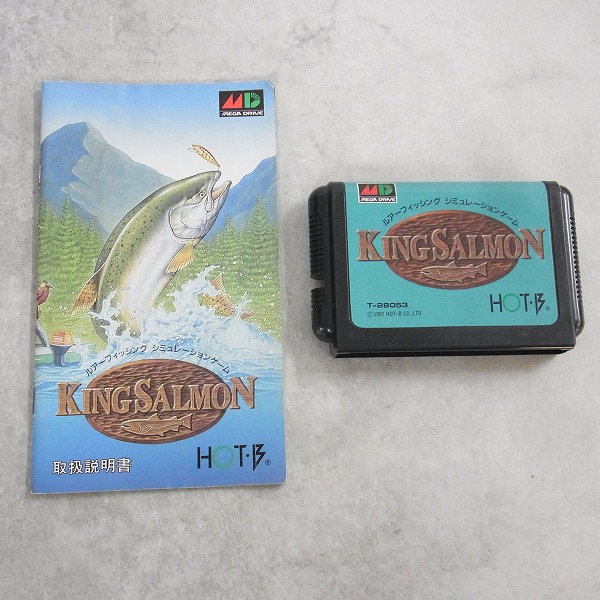 MEGA DRIVE
ルアーフィッシング シミュレーションゲーム
KING SALMON
HOT・B®
取扱説明書
MEGA DRIVE
ルアーフィッシング シミュレーションゲーム
KING SALMON
T-28053
©1992 HOT-B CO.,LTD
HOT・B®